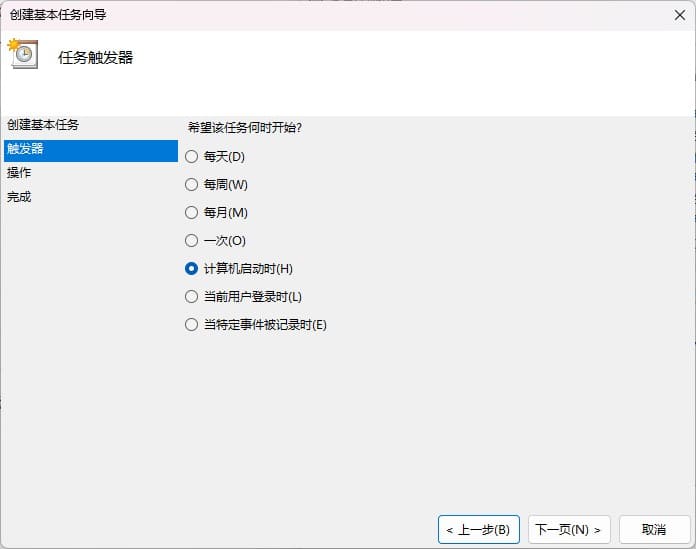 创建基本任务向导
任务触发器
创建基本任务
触发器
操作
完成
希望该任务何时开始?
每天(D)
每周(W)
每月(M)
一次(O)
计算机启动时(H)
当前用户登录时(L)
当特定事件被记录时(E)
< 上一步(B)
下一页(N) >
取消